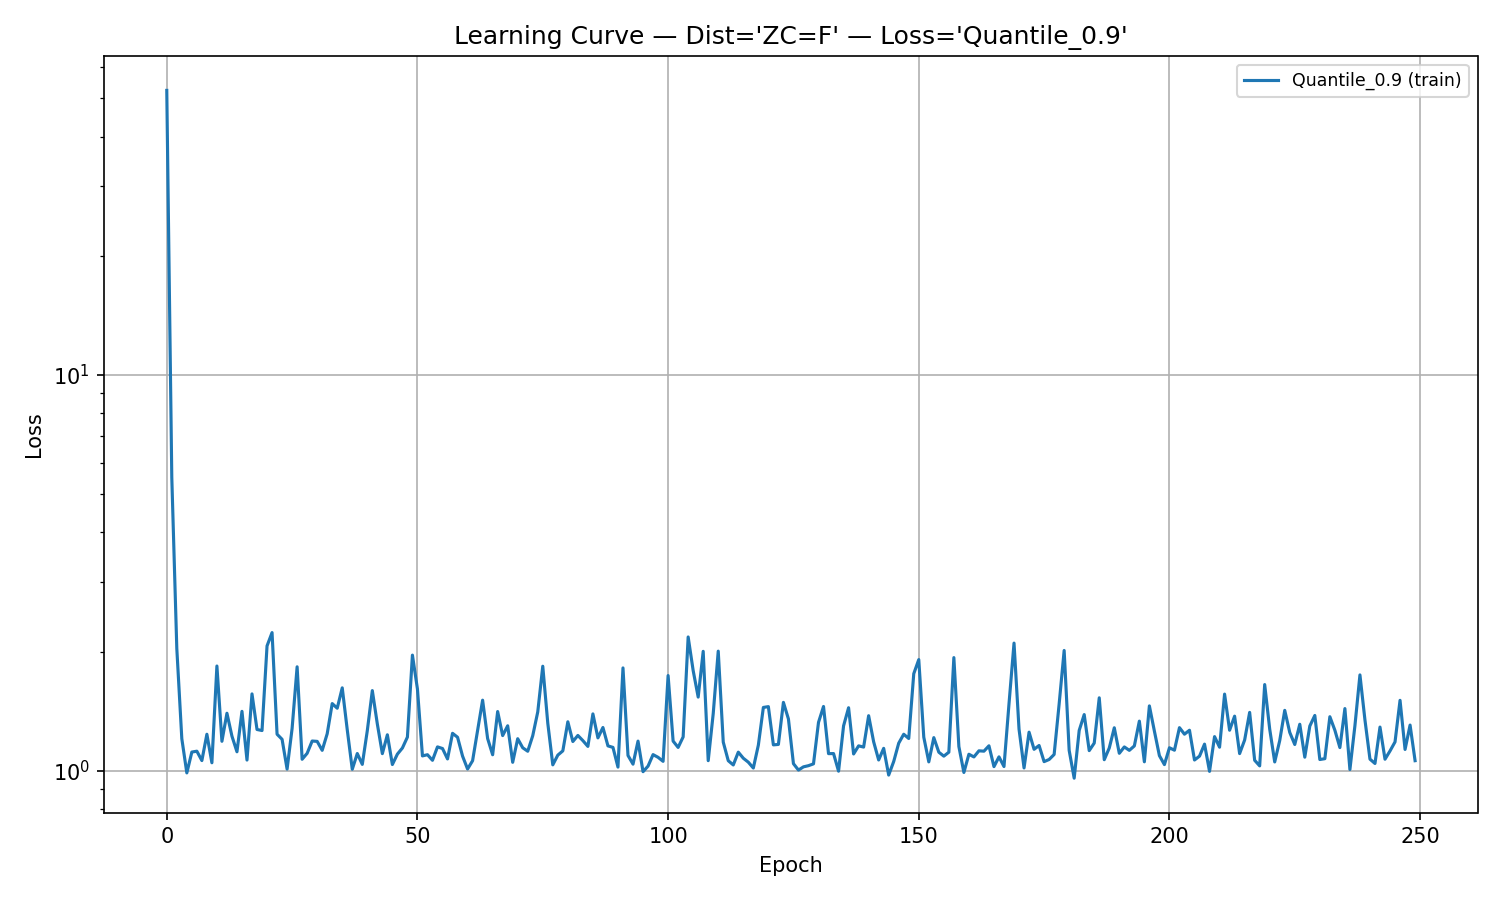 Learning Curve — Dist='ZC=F' — Loss='Quantile_0.9'
Quantile_0.9 (train)
10¹
10⁰
Loss
0 50 100 150 200 250
Epoch